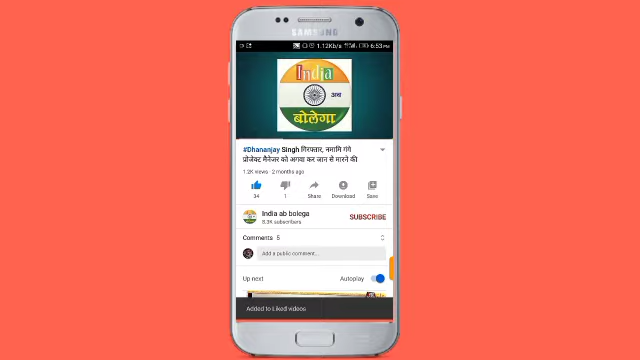 SAMSUNG
1.12Kb/s 6:53PM
India
अब
बोलेगा
#Dhananjay Singh गिरफ्तार, नमामि गंगे
प्रोजेक्ट मैनेजर को अगवा कर जान से मारने की
1.2K views · 2 months ago
34 1 Share Download Save
India ab bolega
8.3K subscribers
SUBSCRIBE
Comments 5
Add a public comment...
Up next Autoplay
Added to Liked videos